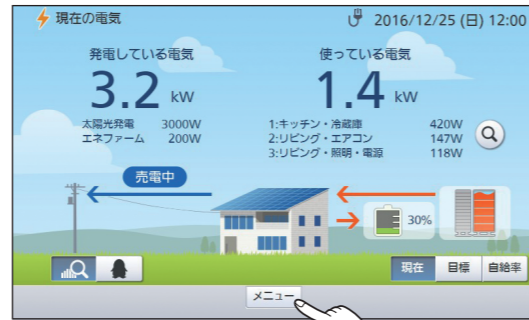 現在の電気
2016/12/25 (日) 12:00
発電している電気
3.2 kW
太陽光発電 3000W
エネファーム 200W
使っている電気
1.4 kW
1:キッチン・冷蔵庫 420W
2:リビング・エアコン 147W
3:リビング・照明・電源 118W
売電中
30%
現在 目標 自給率
メニュー